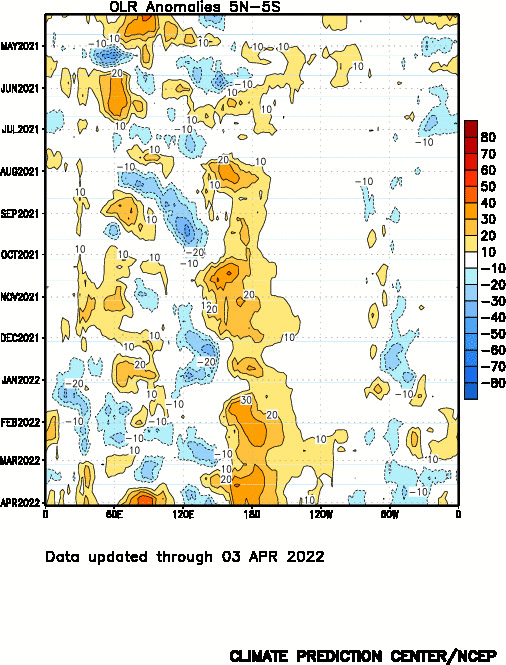 OLR Anomalies 5N-5S
MAY2021
JUN2021
JUL2021
AUG2021
SEP2021
OCT2021
NOV2021
DEC2021
JAN2022
FEB2022
MAR2022
APR2022
0 60E 120E 180 120W 60W 0
80
70
60
50
40
30
20
10
-10
-20
-30
-40
-50
-60
-70
-80
Data updated through 03 APR 2022
CLIMATE PREDICTION CENTER/NCEP